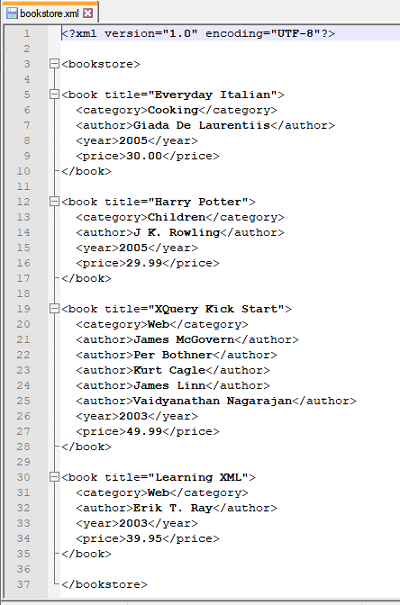 bookstore.xml
1 <?xml version="1.0" encoding="UTF-8"?>
2
3 <bookstore>
4
5 <book title="Everyday Italian">
6 <category>Cooking</category>
7 <author>Giada De Laurentiis</author>
8 <year>2005</year>
9 <price>30.00</price>
10 </book>
11
12 <book title="Harry Potter">
13 <category>Children</category>
14 <author>J K. Rowling</author>
15 <year>2005</year>
16 <price>29.99</price>
17 </book>
18
19 <book title="XQuery Kick Start">
20 <category>Web</category>
21 <author>James McGovern</author>
22 <author>Per Bothner</author>
23 <author>Kurt Cagle</author>
24 <author>James Linn</author>
25 <author>Vaidyanathan Nagarajan</author>
26 <year>2003</year>
27 <price>49.99</price>
28 </book>
29
30 <book title="Learning XML">
31 <category>Web</category>
32 <author>Erik T. Ray</author>
33 <year>2003</year>
34 <price>39.95</price>
35 </book>
36
37 </bookstore>